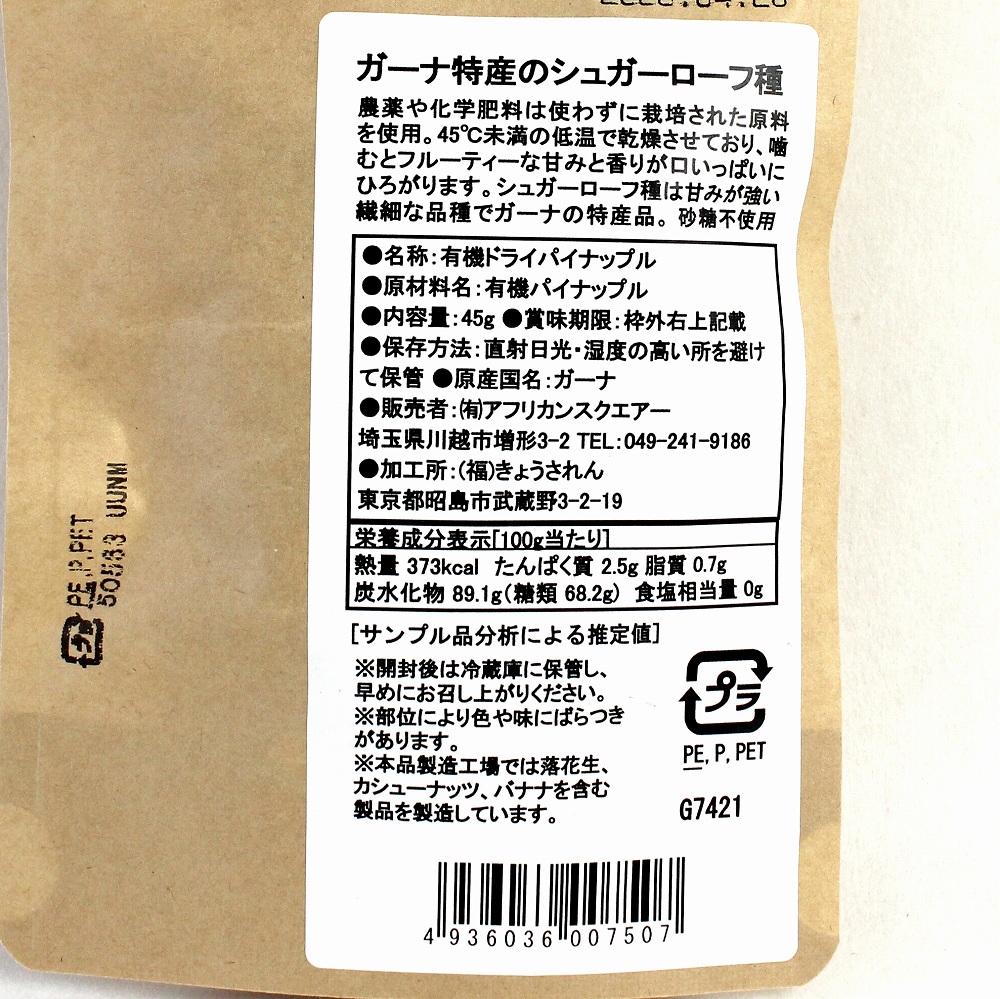 ガーナ特産のシュガーローフ種
農薬や化学肥料は使わずに栽培された原料
を使用。45℃未満の低温で乾燥させており、噛
むとフルーティーな甘みと香りが口いっぱいに
ひろがります。シュガーローフ種は甘みが強い
繊細な品種でガーナの特産品。砂糖不使用
●名称:有機ドライパイナップル
●原材料名:有機パイナップル
●内容量:45g ●賞味期限:枠外右上記載
●保存方法:直射日光・湿度の高い所を避け
て保管 ●原産国名:ガーナ
●販売者:㈲アフリカンスクエアー
埼玉県川越市増形3-2 TEL:049-241-9186
●加工所:(福)きょうされん
東京都昭島市武蔵野3-2-19
栄養成分表示[100g当たり]
熱量 373kcal たんぱく質 2.5g 脂質 0.7g
炭水化物 89.1g(糖類 68.2g) 食塩相当量 0g
[サンプル品分析による推定値]
※開封後は冷蔵庫に保管し、
早めにお召し上がりください。
※部位により色や味にばらつき
があります。
※本品製造工場では落花生、
カシューナッツ、バナナを含む
製品を製造しています。
プラ
PE, P, PET
G7421
4 936036 007507
プラ
PE,P,PET
50583 UUNM